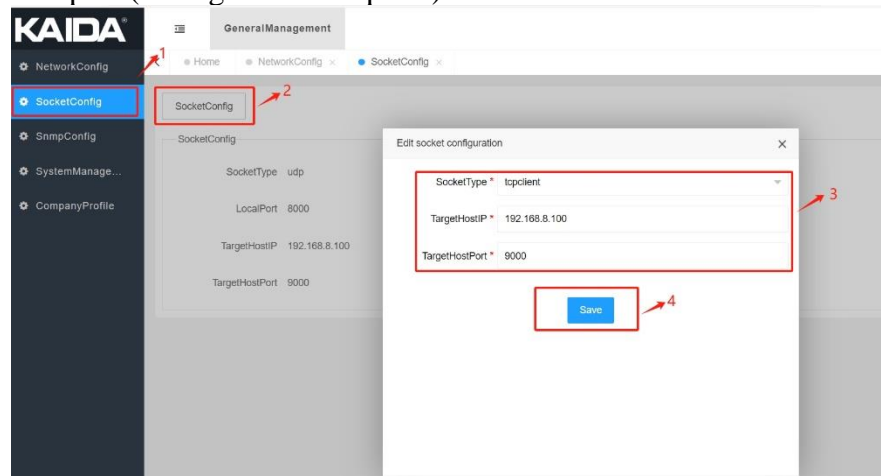 KAIDA®
GeneralManagement
1
NetworkConfig
Home NetworkConfig × SocketConfig ×
SocketConfig
SocketConfig
2
SocketConfig
SnmpConfig
SystemManage...
CompanyProfile
SocketType udp
LocalPort 8000
TargetHostIP 192.168.8.100
TargetHostPort 9000
Edit socket configuration ×
SocketType * tcpclient
TargetHostIP * 192.168.8.100
TargetHostPort * 9000
3
Save
4